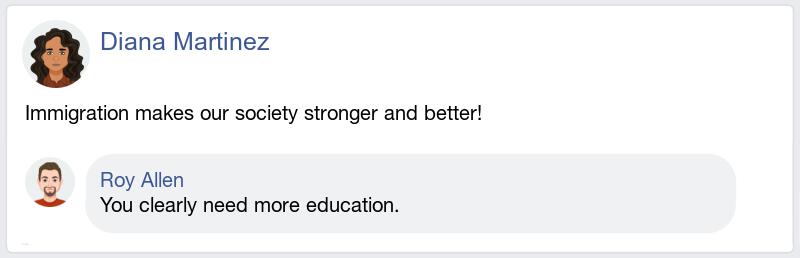 Diana Martinez
Immigration makes our society stronger and better!
Roy Allen
You clearly need more education.